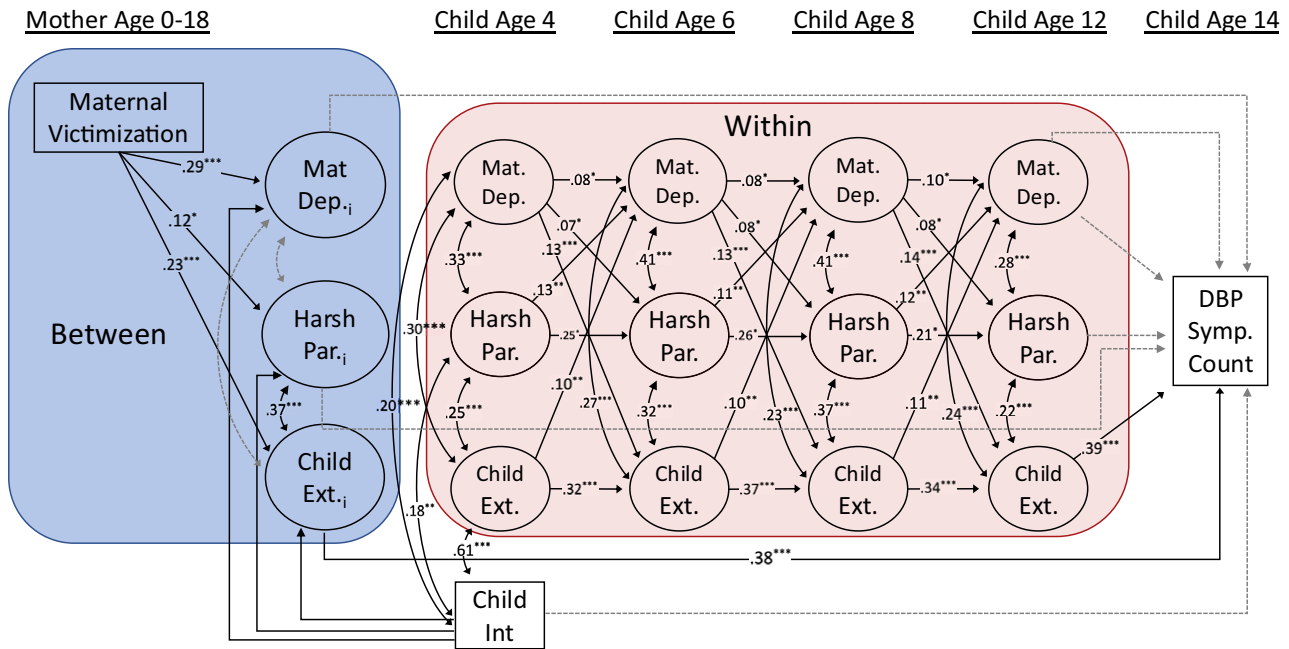 Mother Age 0-18
Child Age 4
Child Age 6
Child Age 8
Child Age 12
Child Age 14
Maternal
Victimization
Within
Mat
Dep.i
Mat.
Dep.
Mat.
Dep.
Mat.
Dep.
Mat.
Dep.
.29***
.12*
.23***
.08*
.08*
.10*
.07*
.08*
.08*
.13***
.13***
.14***
.33***
.41***
.41***
.28***
.13**
.11**
.12**
Between
Harsh
Par.i
Harsh
Par.
Harsh
Par.
Harsh
Par.
Harsh
Par.
DBP
Symp.
Count
.30***
.25*
.26*
.21*
.37***
.20***
.25***
.10**
.27***
.32***
.10**
.23***
.37***
.11**
.24***
.22***
.39***
Child
Ext.i
Child
Ext.
Child
Ext.
Child
Ext.
Child
Ext.
.32***
.37***
.34***
.18**
.61***
.38***
Child
Int